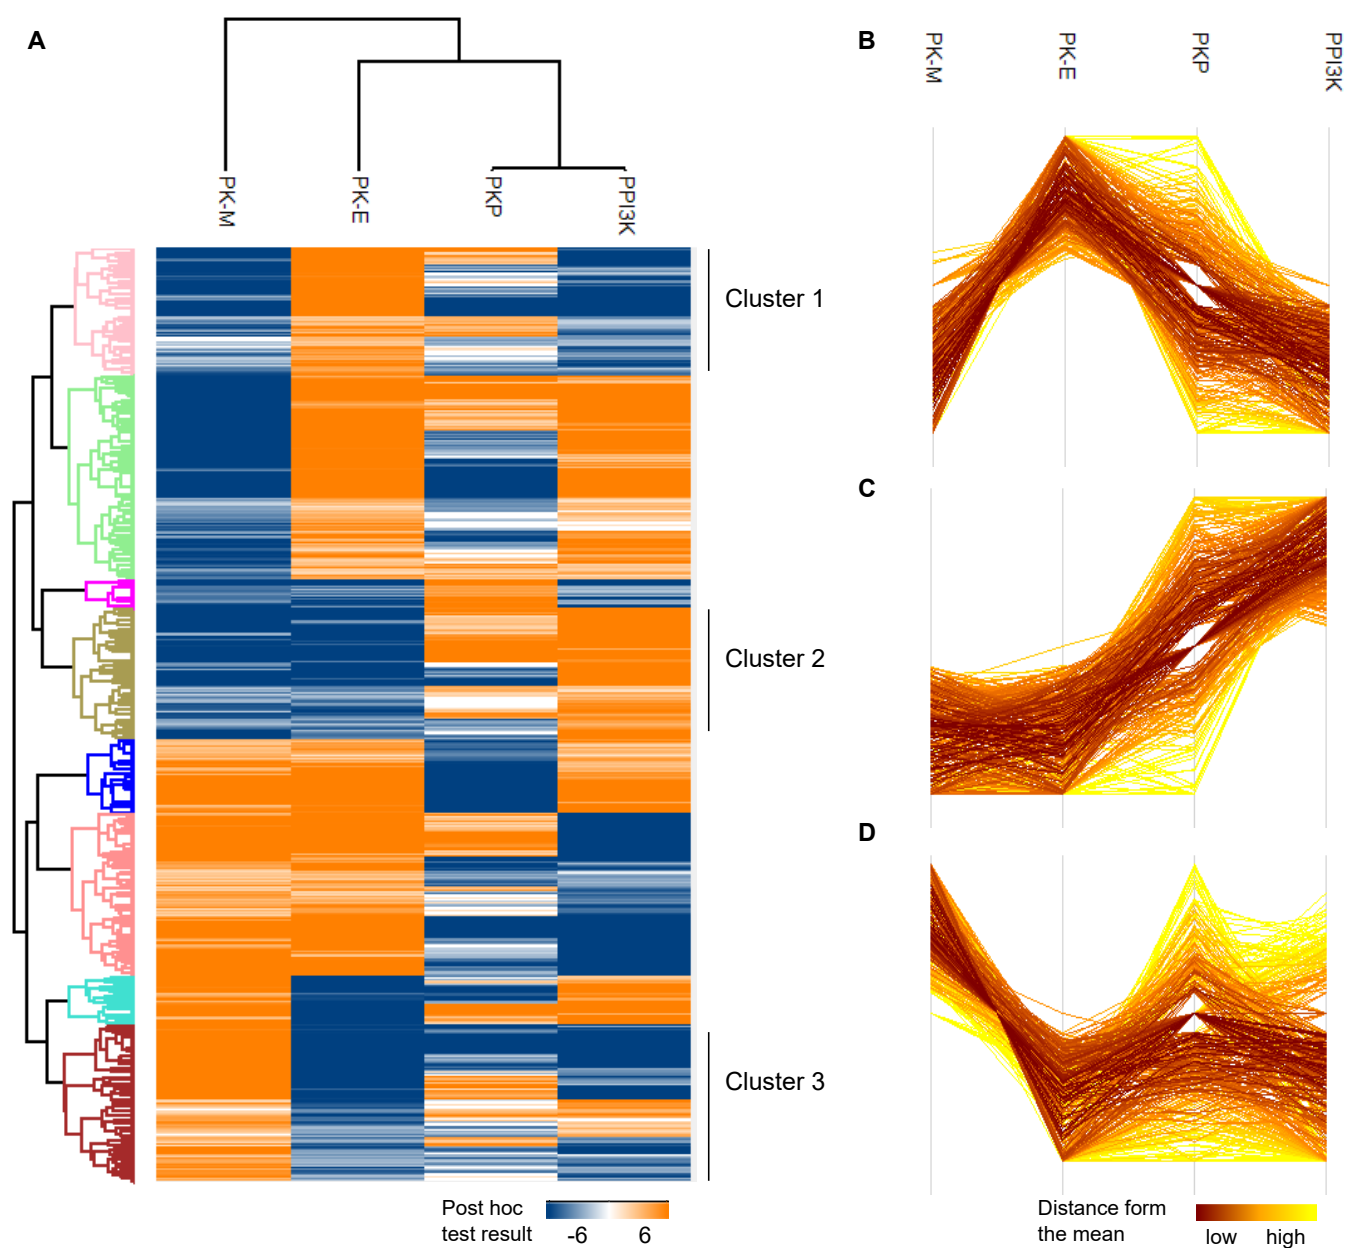 A
PK-M
PK-E
PKP
PPI3K
Cluster 1
Cluster 2
Cluster 3
Post hoc
test result
-6
6
B
PK-M
PK-E
PKP
PPI3K
C
D
Distance form
the mean
low
high